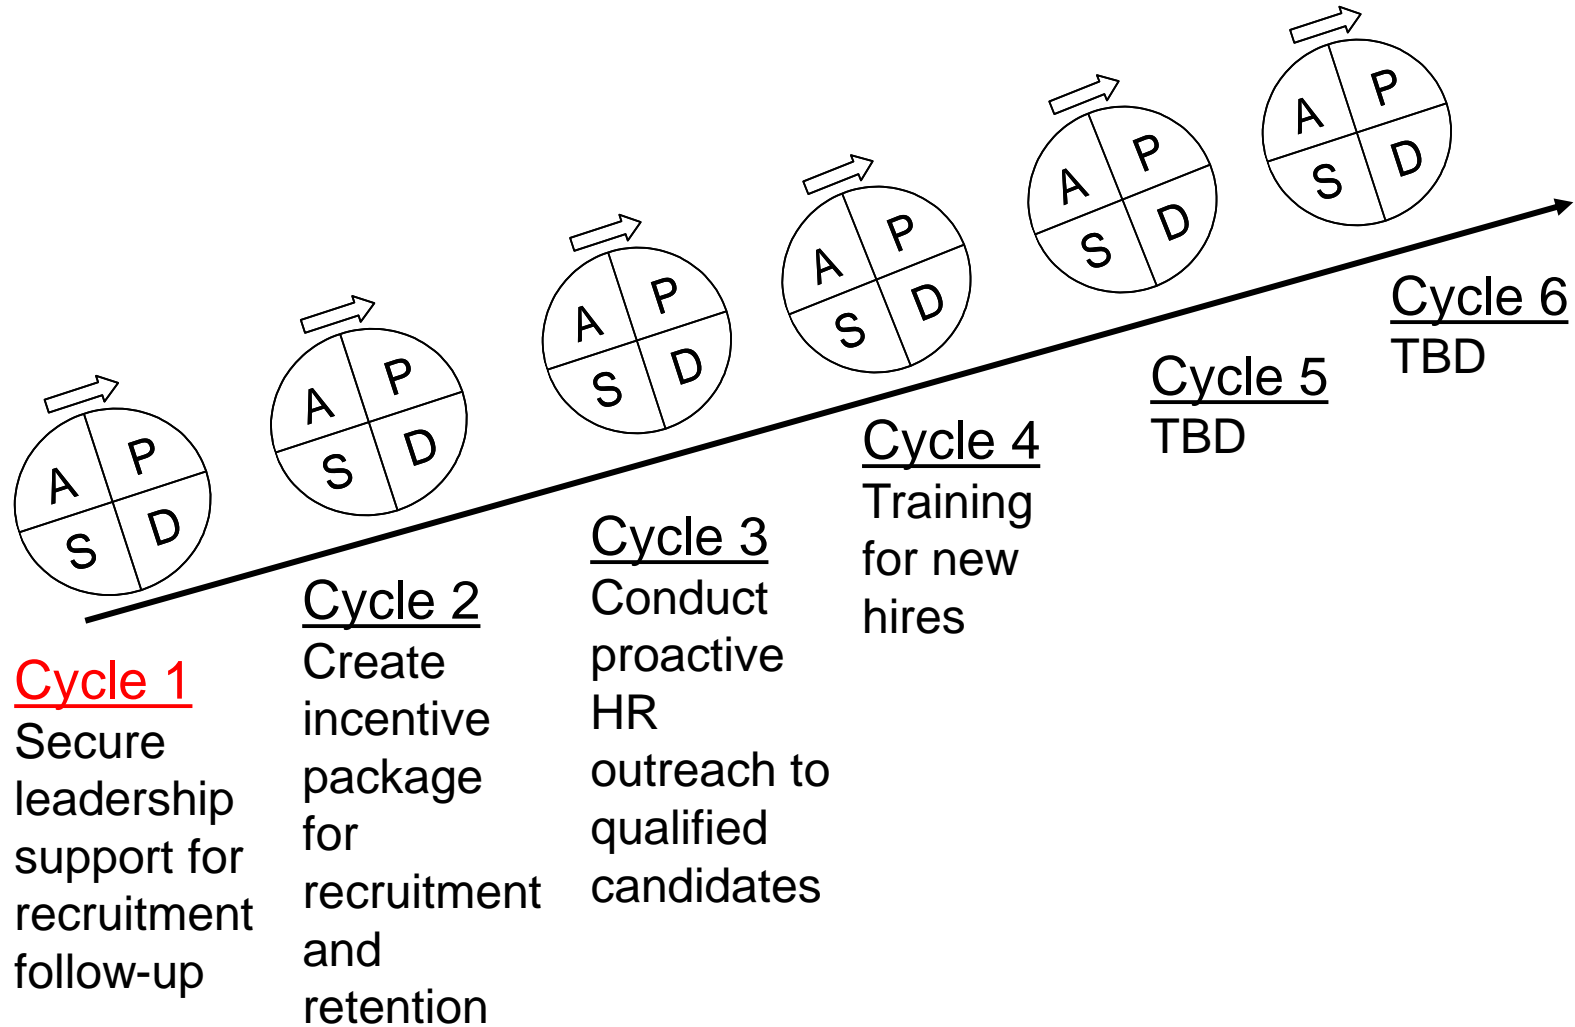 A P
S D
A P
S D
A P
S D
A P
S D
A P
S D
A P
S D
Cycle 1
Secure
leadership
support for
recruitment
follow-up
Cycle 2
Create
incentive
package
for
recruitment
and
retention
Cycle 3
Conduct
proactive
HR
outreach to
qualified
candidates
Cycle 4
Training
for new
hires
Cycle 5
TBD
Cycle 6
TBD